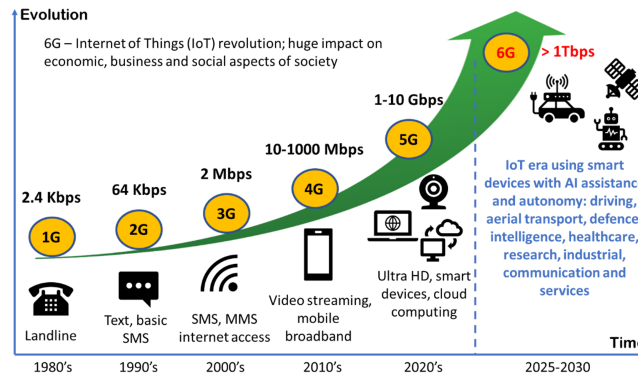 Evolution
6G – Internet of Things (IoT) revolution; huge impact on
economic, business and social aspects of society
6G
> 1Tbps
1-10 Gbps
5G
10-1000 Mbps
4G
2 Mbps
3G
64 Kbps
2G
2.4 Kbps
1G
IoT era using smart
devices with AI assistance
and autonomy: driving,
aerial transport, defence
intelligence, healthcare,
research, industrial,
communication and
services
Landline
Text, basic
SMS
SMS, MMS
internet access
Video streaming,
mobile
broadband
Ultra HD, smart
devices, cloud
computing
Time
1980's
1990's
2000's
2010's
2020's
2025-2030